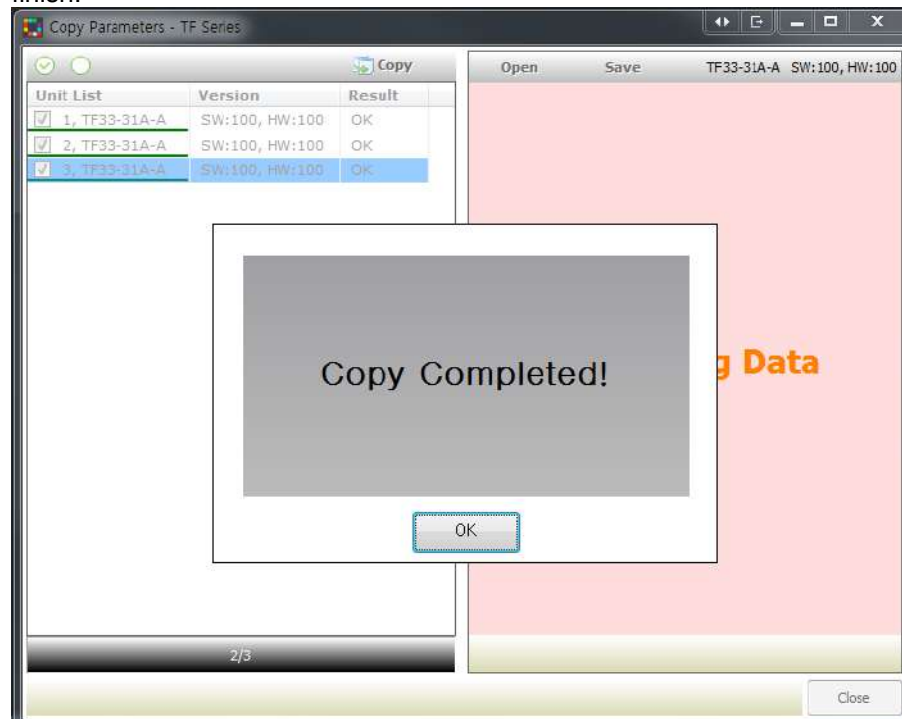 Copy Parameters - TF Series
Copy
Open Save TF33-31A-A SW:100, HW:100
Unit List Version Result
1, TF33-31A-A SW:100, HW:100 OK
2, TF33-31A-A SW:100, HW:100 OK
3, TF33-31A-A SW:100, HW:100 OK
g Data
Copy Completed!
OK
2/3
Close